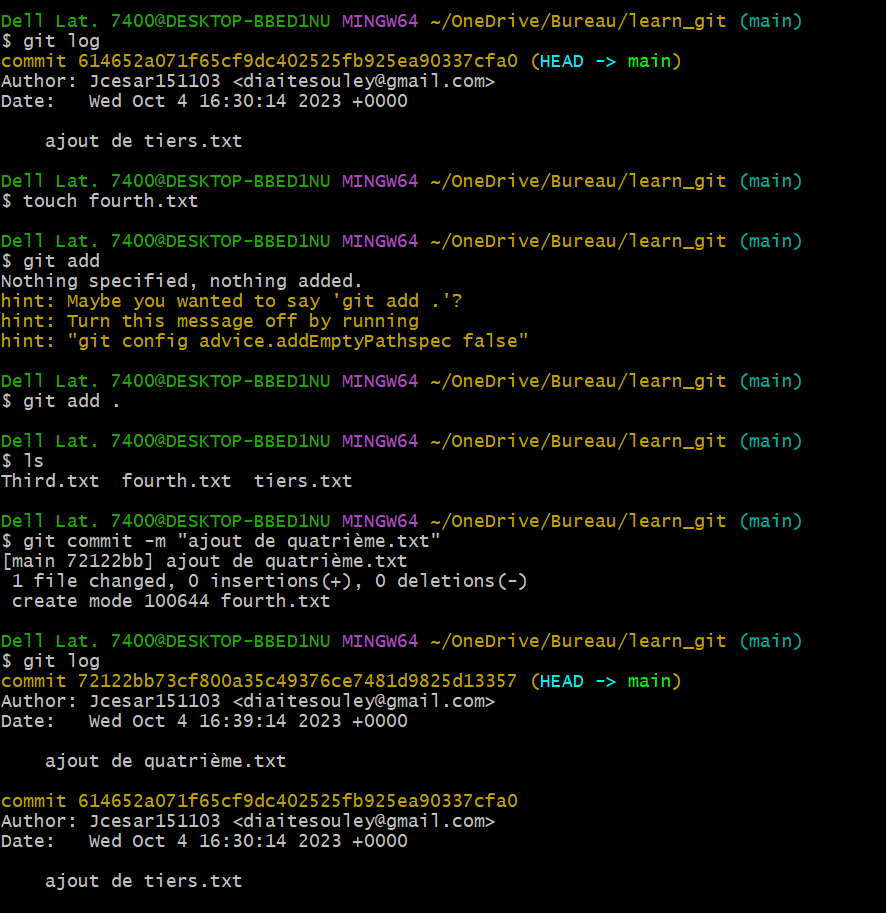 Dell Lat. 7400@DESKTOP-BBED1NU MINGW64 ~/OneDrive/Bureau/learn_git (main)
$ git log
commit 614652a071f65cf9dc402525fb925ea90337cfa0 (HEAD -> main)
Author: Jcesar151103 <diaitesouley@gmail.com>
Date:   Wed Oct 4 16:30:14 2023 +0000

    ajout de tiers.txt

Dell Lat. 7400@DESKTOP-BBED1NU MINGW64 ~/OneDrive/Bureau/learn_git (main)
$ touch fourth.txt

Dell Lat. 7400@DESKTOP-BBED1NU MINGW64 ~/OneDrive/Bureau/learn_git (main)
$ git add
Nothing specified, nothing added.
hint: Maybe you wanted to say 'git add .'?
hint: Turn this message off by running
hint: "git config advice.addEmptyPathspec false"

Dell Lat. 7400@DESKTOP-BBED1NU MINGW64 ~/OneDrive/Bureau/learn_git (main)
$ git add .

Dell Lat. 7400@DESKTOP-BBED1NU MINGW64 ~/OneDrive/Bureau/learn_git (main)
$ ls
Third.txt  fourth.txt  tiers.txt

Dell Lat. 7400@DESKTOP-BBED1NU MINGW64 ~/OneDrive/Bureau/learn_git (main)
$ git commit -m "ajout de quatrième.txt"
[main 72122bb] ajout de quatrième.txt
 1 file changed, 0 insertions(+), 0 deletions(-)
 create mode 100644 fourth.txt

Dell Lat. 7400@DESKTOP-BBED1NU MINGW64 ~/OneDrive/Bureau/learn_git (main)
$ git log
commit 72122bb73cf800a35c49376ce7481d9825d13357 (HEAD -> main)
Author: Jcesar151103 <diaitesouley@gmail.com>
Date:   Wed Oct 4 16:39:14 2023 +0000

    ajout de quatrième.txt

commit 614652a071f65cf9dc402525fb925ea90337cfa0
Author: Jcesar151103 <diaitesouley@gmail.com>
Date:   Wed Oct 4 16:30:14 2023 +0000

    ajout de tiers.txt